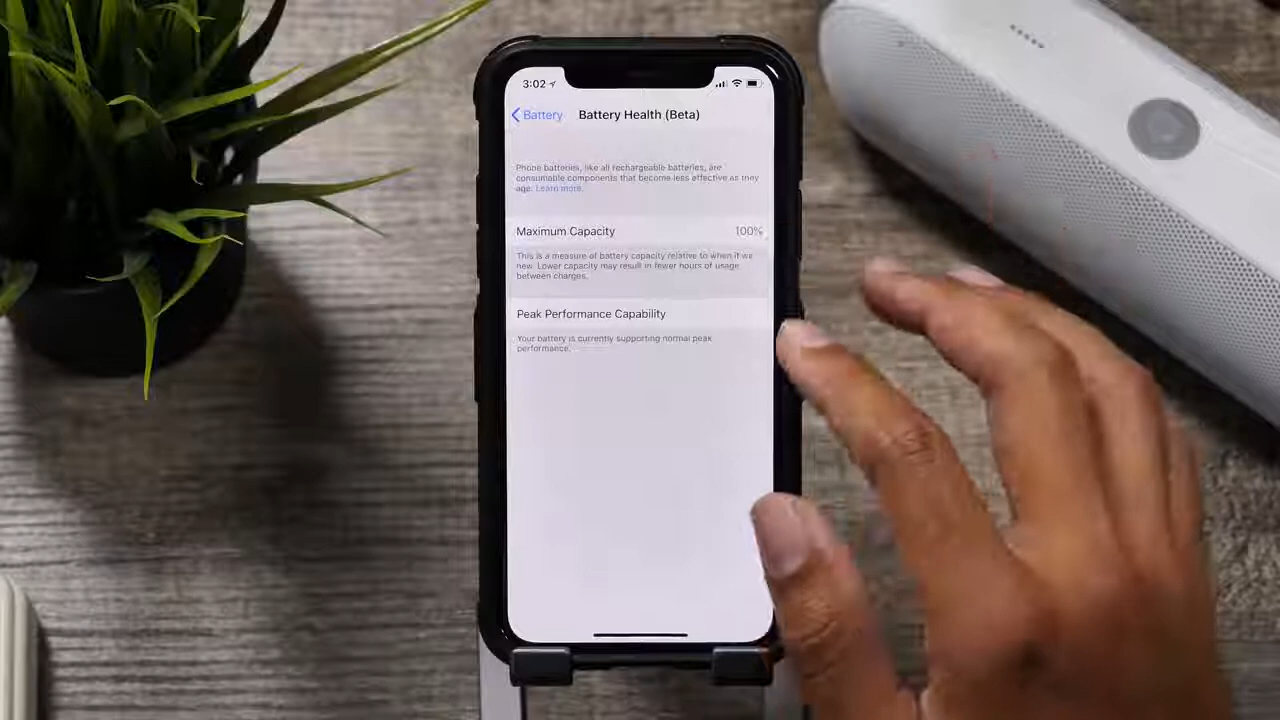 3:02
Battery
Battery Health (Beta)
Phone batteries, like all rechargeable batteries, are
consumable components that become less effective as they
age. Learn more.
Maximum Capacity 100%
This is a measure of battery capacity relative to when it we
new. Lower capacity may result in fewer hours of usage
between charges.
Peak Performance Capability
Your battery is currently supporting normal peak
performance.